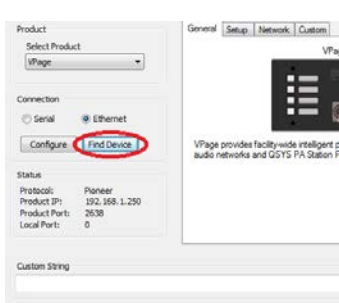 Product
Select Product
VPage
Connection
Serial
Ethernet
Configure
Find Device
Status
Protocol: Pioneer
Product IP: 192.168.1.250
Product Port: 2638
Local Port: 0
Custom String
General Setup Network Custom
VPa
VPage provides facility-wide intelligent p
audio networks and QSYS PA Station P